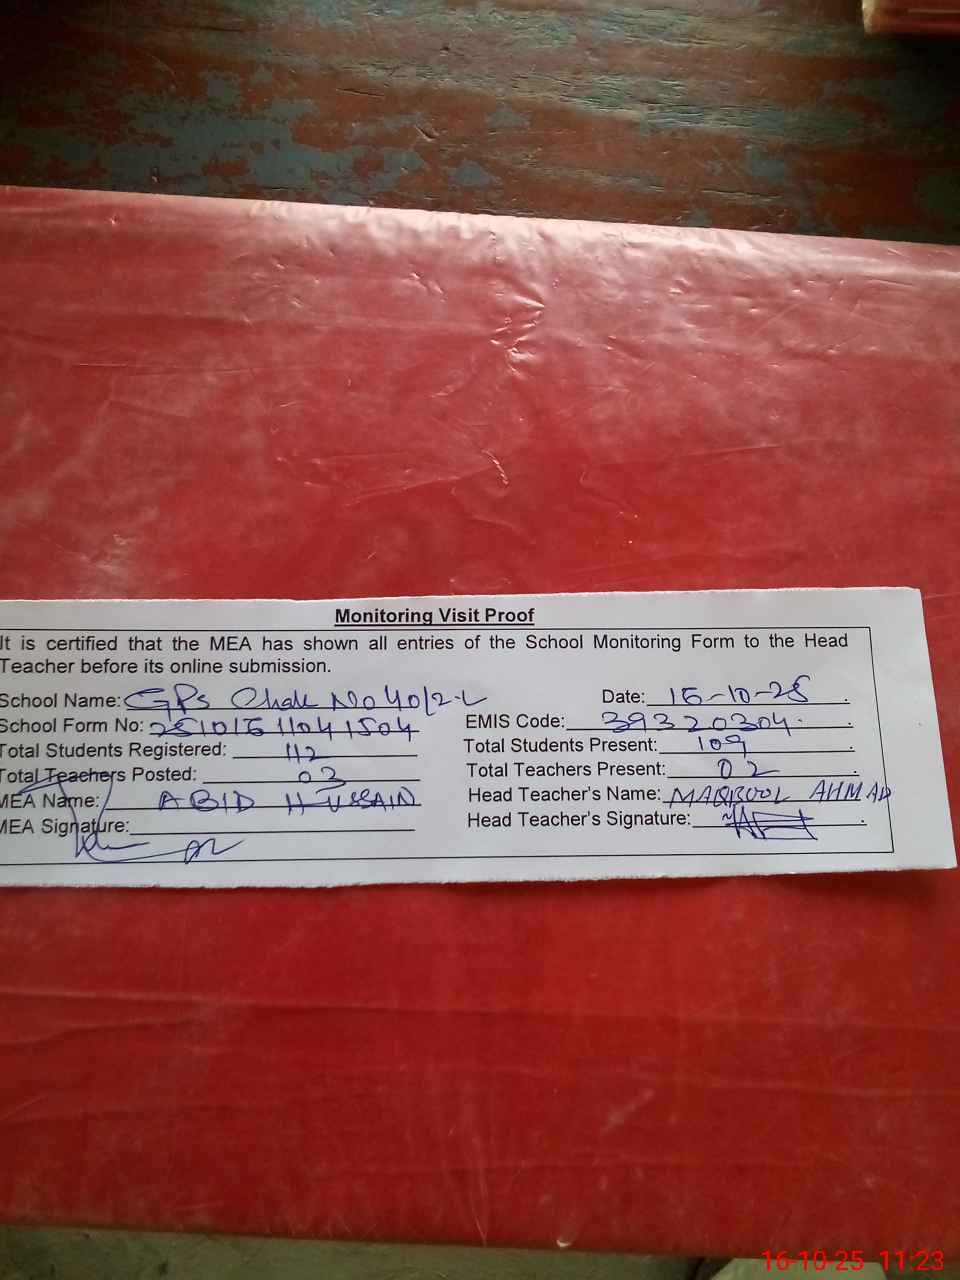 Monitoring Visit Proof
It is certified that the MEA has shown all entries of the School Monitoring Form to the Head
Teacher before its online submission.
School Name: GPS Chak No 40/2-L Date: 16-10-25
School Form No: 251016 11041504 EMIS Code: 39320304
Total Students Registered: 112 Total Students Present: 109
Total Teachers Posted: 03 Total Teachers Present: 02
MEA Name: ABID HUSSAIN Head Teacher's Name: MAQBOOL AHMAD
MEA Signature: Head Teacher's Signature:
16-10-25 11:23